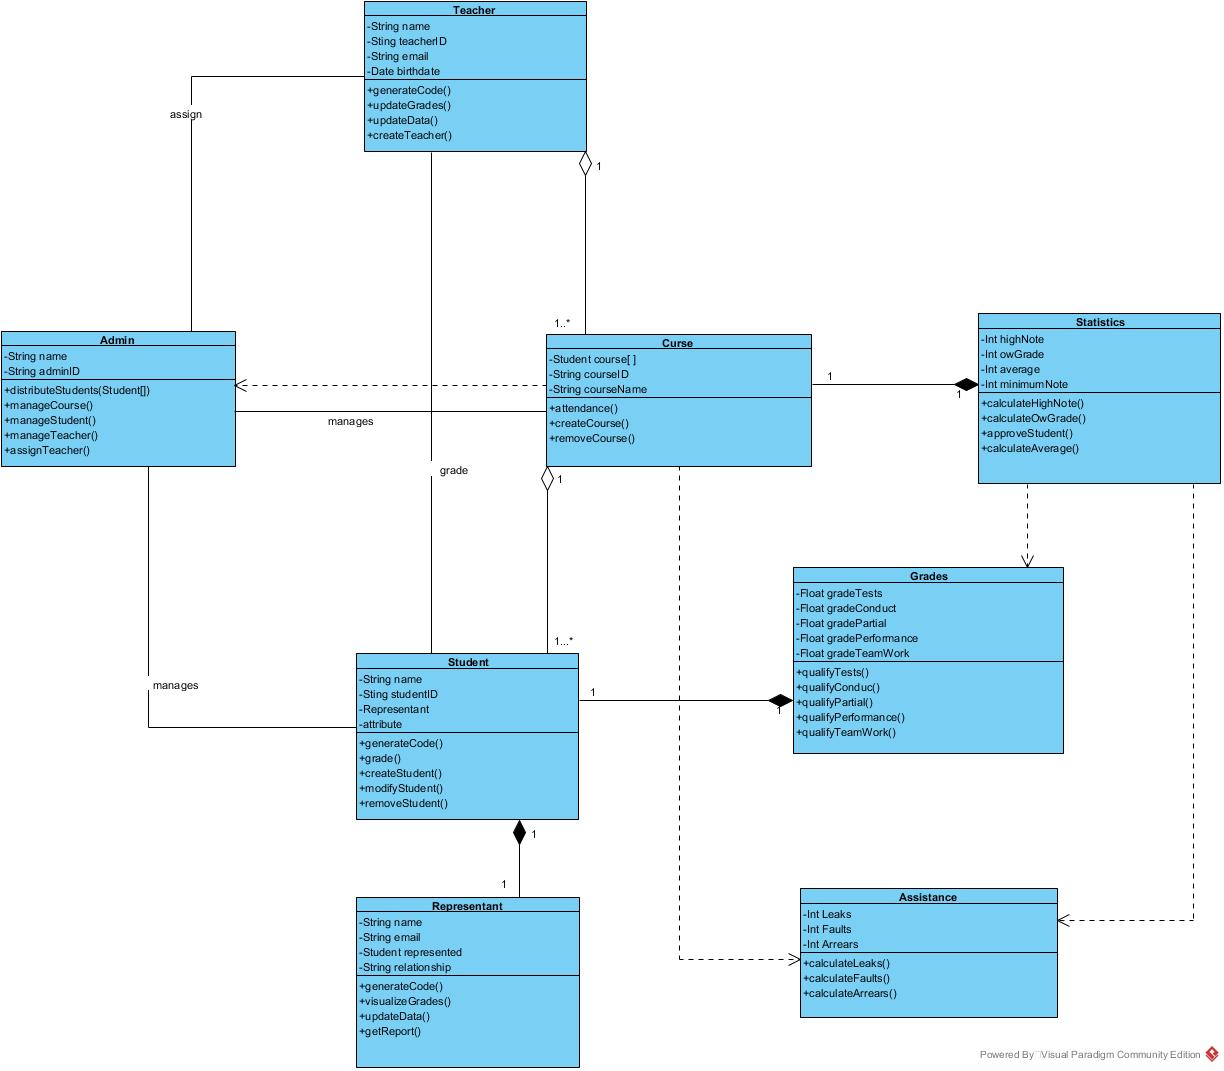 Teacher
-String name
-Sting teacherID
-String email
-Date birthdate
+generateCode()
+updateGrades()
+updateData()
+createTeacher()
assign
1
1..*
Admin
-String name
-String adminID
+distributeStudents(Student[])
+manageCourse()
+manageStudent()
+manageTeacher()
+assignTeacher()
manages
Curse
-Student course[ ]
-String courseID
-String courseName
+attendance()
+createCourse()
+removeCourse()
1
1
Statistics
-Int highNote
-Int owGrade
-Int average
-Int minimumNote
+calculateHighNote()
+calculateOwGrade()
+approveStudent()
+calculateAverage()
grade
1
1...*
manages
Student
-String name
-Sting studentID
-Representant
-attribute
+generateCode()
+grade()
+createStudent()
+modifyStudent()
+removeStudent()
1
1
Grades
-Float gradeTests
-Float gradeConduct
-Float gradePartial
-Float gradePerformance
-Float gradeTeamWork
+qualifyTests()
+qualifyConduc()
+qualifyPartial()
+qualifyPerformance()
+qualifyTeamWork()
1
1
Representant
-String name
-String email
-Student represented
-String relationship
+generateCode()
+visualizeGrades()
+updateData()
+getReport()
Assistance
-Int Leaks
-Int Faults
-Int Arrears
+calculateLeaks()
+calculateFaults()
+calculateArrears()
Powered By Visual Paradigm Community Edition